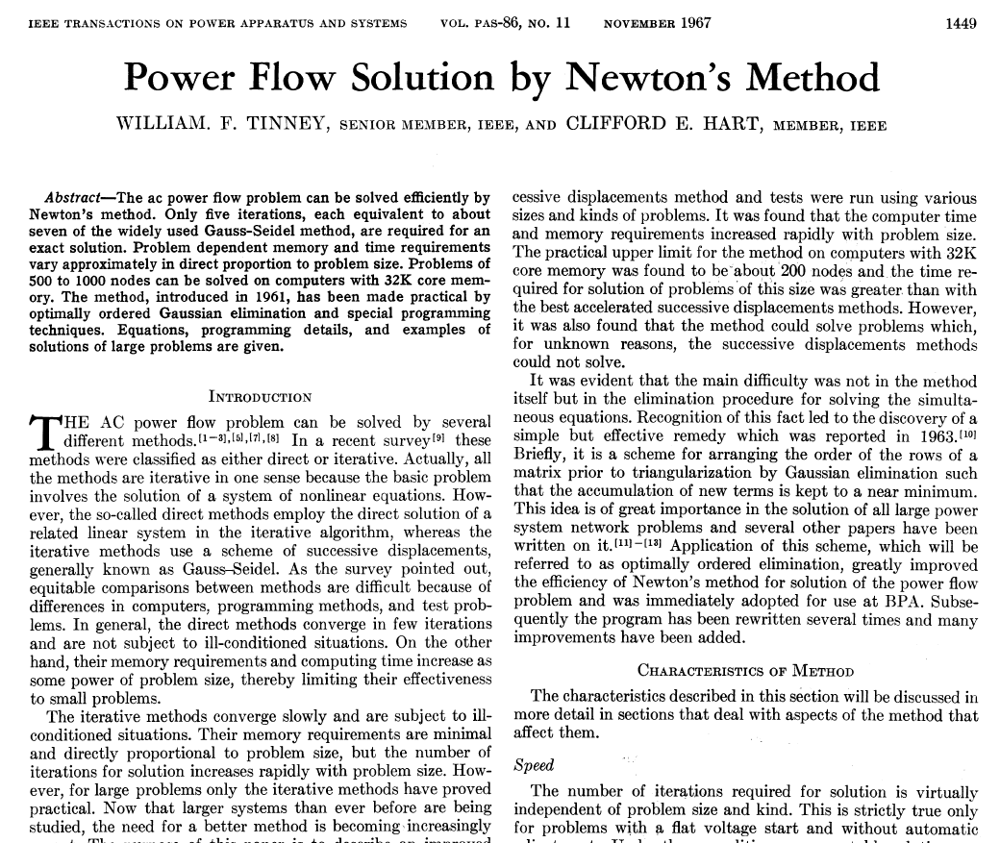 IEEE TRANSACTIONS ON POWER APPARATUS AND SYSTEMS VOL. PAS-86, NO. 11 NOVEMBER 1967 1449
Power Flow Solution by Newton's Method
WILLIAM. F. TINNEY, SENIOR MEMBER, IEEE, AND CLIFFORD E. HART, MEMBER, IEEE
Abstract—The ac power flow problem can be solved efficiently by
Newton's method. Only five iterations, each equivalent to about
seven of the widely used Gauss-Seidel method, are required for an
exact solution. Problem dependent memory and time requirements
vary approximately in direct proportion to problem size. Problems of
500 to 1000 nodes can be solved on computers with 32K core mem-
ory. The method, introduced in 1961, has been made practical by
optimally ordered Gaussian elimination and special programming
techniques. Equations, programming details, and examples of
solutions of large problems are given.
INTRODUCTION
THE AC power flow problem can be solved by several
different methods.[1-3],[5],[7],[8] In a recent survey[9] these
methods were classified as either direct or iterative. Actually, all
the methods are iterative in one sense because the basic problem
involves the solution of a system of nonlinear equations. How-
ever, the so-called direct methods employ the direct solution of a
related linear system in the iterative algorithm, whereas the
iterative methods use a scheme of successive displacements,
generally known as Gauss–Seidel. As the survey pointed out,
equitable comparisons between methods are difficult because of
differences in computers, programming methods, and test prob-
lems. In general, the direct methods converge in few iterations
and are not subject to ill-conditioned situations. On the other
hand, their memory requirements and computing time increase as
some power of problem size, thereby limiting their effectiveness
to small problems.
The iterative methods converge slowly and are subject to ill-
conditioned situations. Their memory requirements are minimal
and directly proportional to problem size, but the number of
iterations for solution increases rapidly with problem size. How-
ever, for large problems only the iterative methods have proved
practical. Now that larger systems than ever before are being
studied, the need for a better method is becoming increasingly
cessive displacements method and tests were run using various
sizes and kinds of problems. It was found that the computer time
and memory requirements increased rapidly with problem size.
The practical upper limit for the method on computers with 32K
core memory was found to be about 200 nodes and the time re-
quired for solution of problems of this size was greater than with
the best accelerated successive displacements methods. However,
it was also found that the method could solve problems which,
for unknown reasons, the successive displacements methods
could not solve.
It was evident that the main difficulty was not in the method
itself but in the elimination procedure for solving the simulta-
neous equations. Recognition of this fact led to the discovery of a
simple but effective remedy which was reported in 1963.[10]
Briefly, it is a scheme for arranging the order of the rows of a
matrix prior to triangularization by Gaussian elimination such
that the accumulation of new terms is kept to a near minimum.
This idea is of great importance in the solution of all large power
system network problems and several other papers have been
written on it.[11]–[13] Application of this scheme, which will be
referred to as optimally ordered elimination, greatly improved
the efficiency of Newton's method for solution of the power flow
problem and was immediately adopted for use at BPA. Subse-
quently the program has been rewritten several times and many
improvements have been added.
CHARACTERISTICS OF METHOD
The characteristics described in this section will be discussed in
more detail in sections that deal with aspects of the method that
affect them.
Speed
The number of iterations required for solution is virtually
independent of problem size and kind. This is strictly true only
for problems with a flat voltage start and without automatic